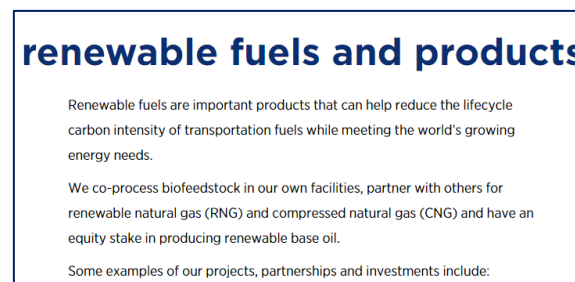 renewable fuels and products
Renewable fuels are important products that can help reduce the lifecycle
carbon intensity of transportation fuels while meeting the world’s growing
energy needs.
We co-process biofeedstock in our own facilities, partner with others for
renewable natural gas (RNG) and compressed natural gas (CNG) and have an
equity stake in producing renewable base oil.
Some examples of our projects, partnerships and investments include: